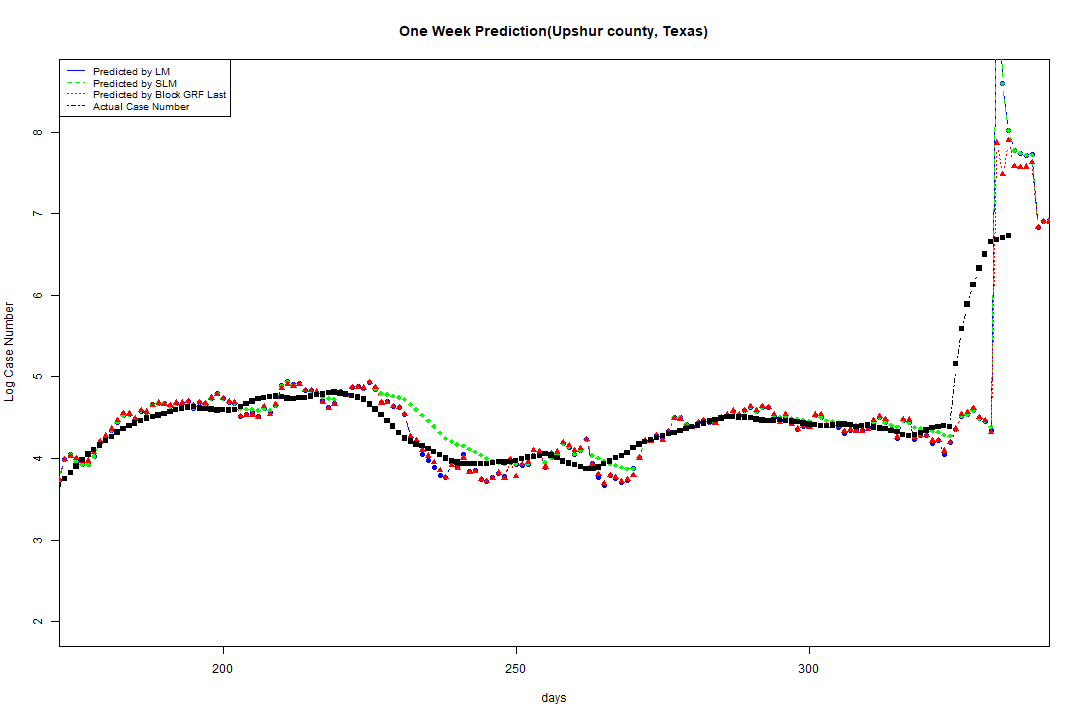 One Week Prediction(Upshur county, Texas)
Predicted by LM
Predicted by SLM
Predicted by Block GRF Last
Actual Case Number
8
7
6
5
4
3
2
Log Case Number
200 250 300
days